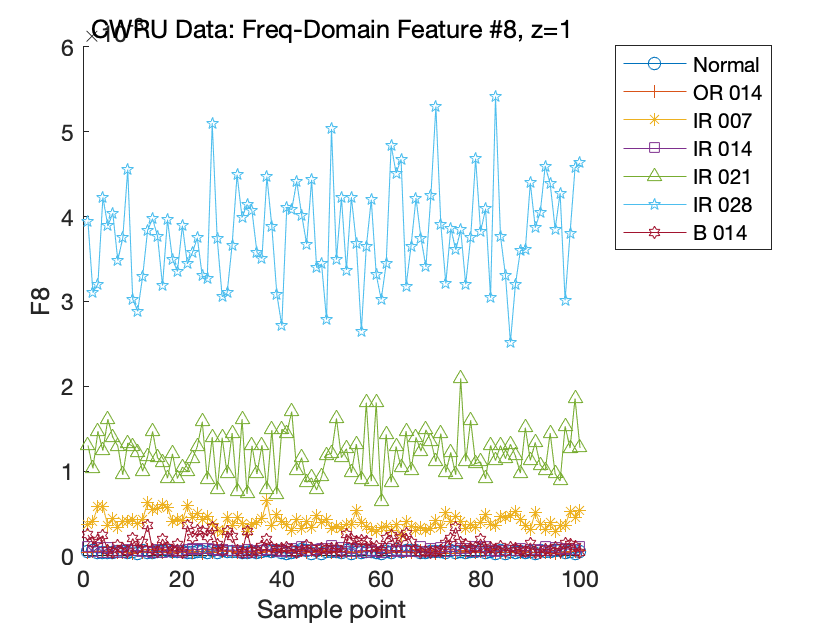 CWRU Data: Freq-Domain Feature #8, z=1
6
5
4
3
2
1
0
F8
0 20 40 60 80 100
Sample point
Normal
OR 014
IR 007
IR 014
IR 021
IR 028
B 014